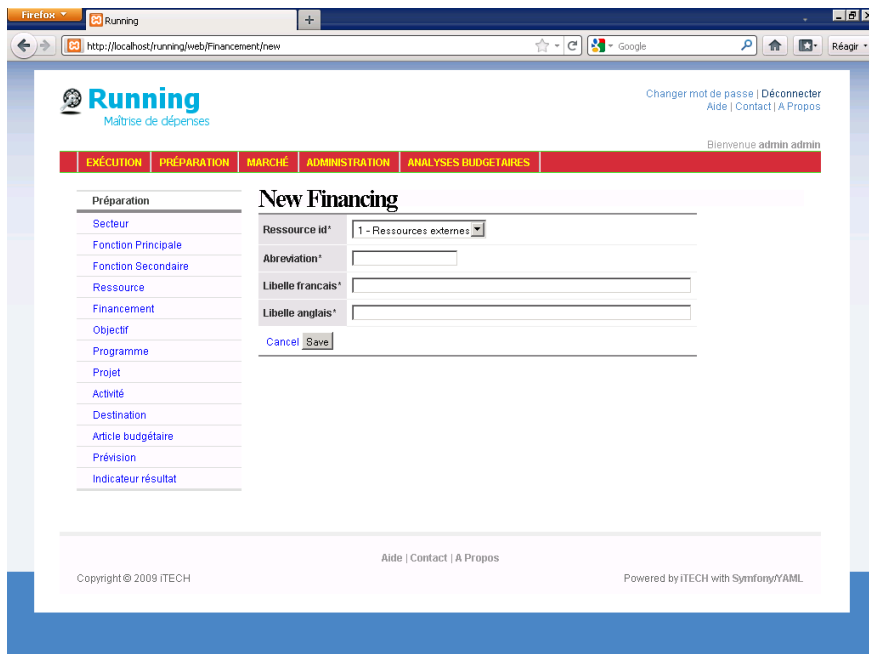 Firefox
Running
http://localhost/running/web/Financement/new
Google
Réagir
Running
Maîtrise de dépenses
Changer mot de passe | Déconnecter
Aide | Contact | A Propos
Bienvenue admin admin
EXÉCUTION PRÉPARATION MARCHÉ ADMINISTRATION ANALYSES BUDGETAIRES
Préparation
Secteur
Fonction Principale
Fonction Secondaire
Ressource
Financement
Objectif
Programme
Projet
Activité
Destination
Article budgétaire
Prévision
Indicateur résultat
New Financing
Ressource id* 1 - Ressources externes
Abreviation*
Libelle francais*
Libelle anglais*
Cancel Save
Aide | Contact | A Propos
Copyright © 2009 iTECH
Powered by iTECH with Symfony/YAML